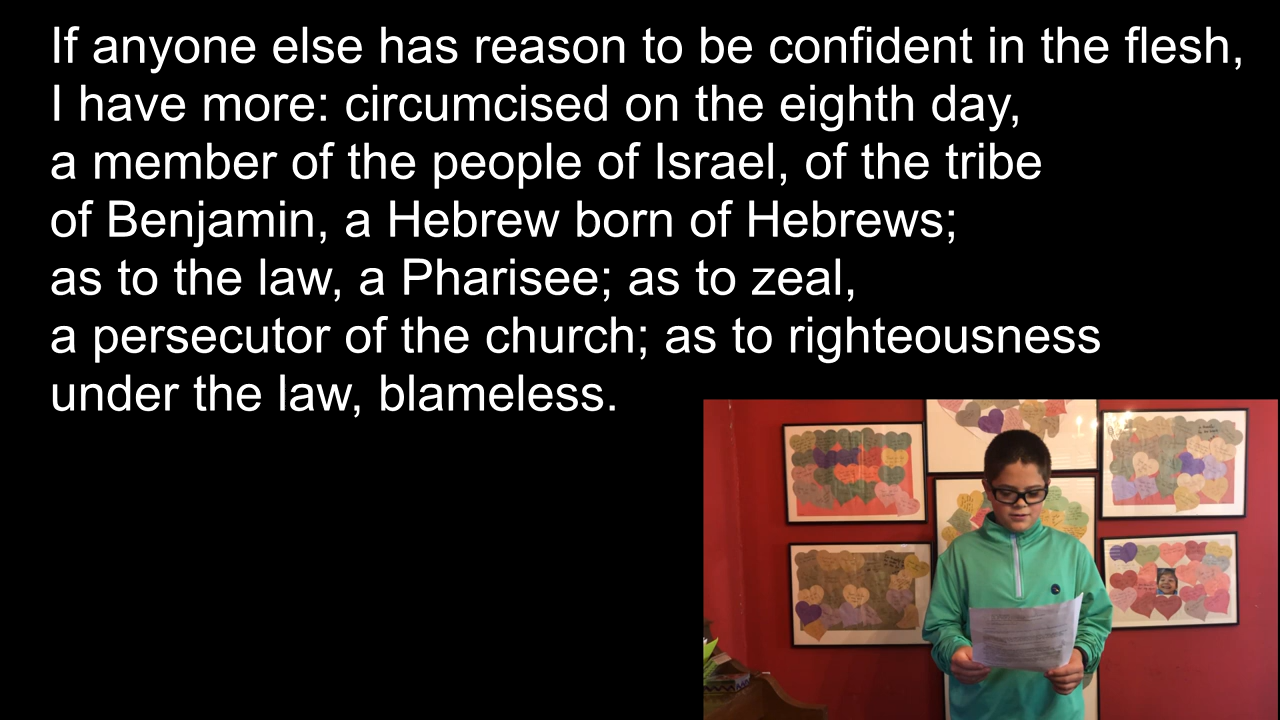 If anyone else has reason to be confident in the flesh,
I have more: circumcised on the eighth day,
a member of the people of Israel, of the tribe
of Benjamin, a Hebrew born of Hebrews;
as to the law, a Pharisee; as to zeal,
a persecutor of the church; as to righteousness
under the law, blameless.